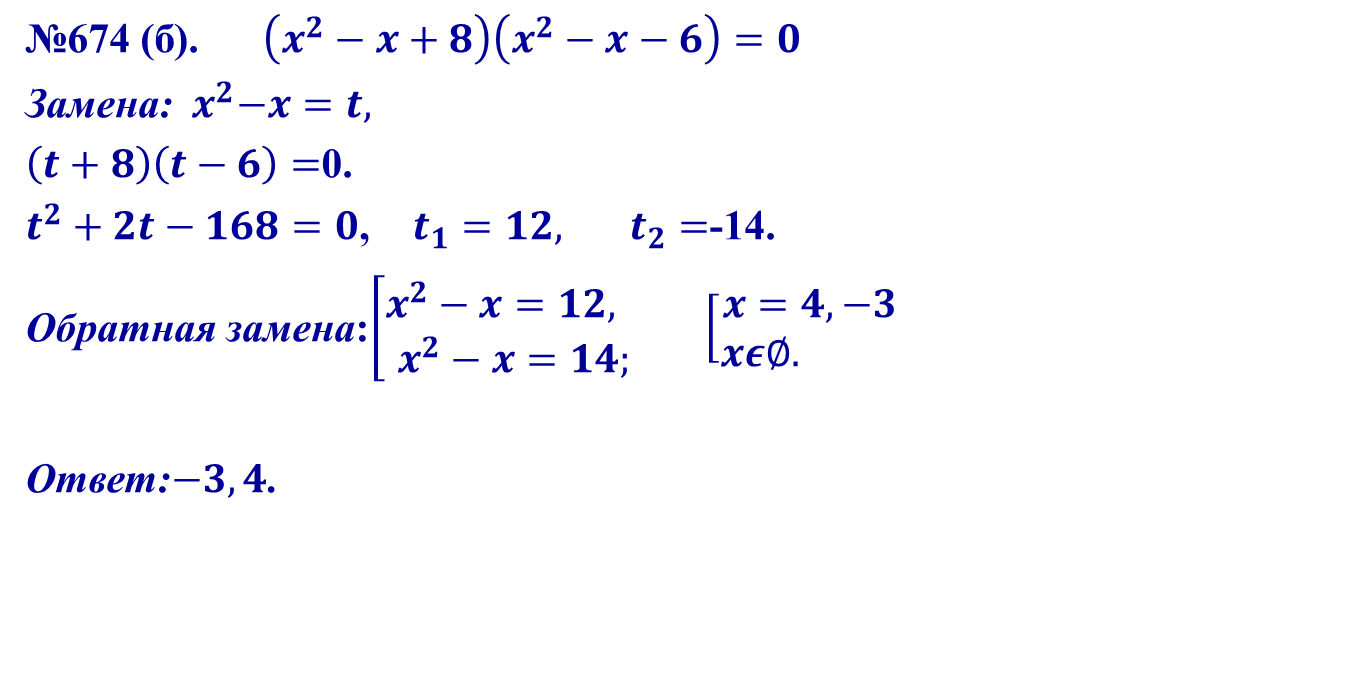 №674 (б). (x² − x + 8)(x² − x − 6) = 0
Замена: x²−x = t,
(t + 8)(t − 6) =0.
t² + 2t − 168 = 0, t₁ = 12, t₂ =-14.
Обратная замена: [x² − x = 12, [x = 4, −3
x² − x = 14; xϵ∅.
Ответ:−3, 4.